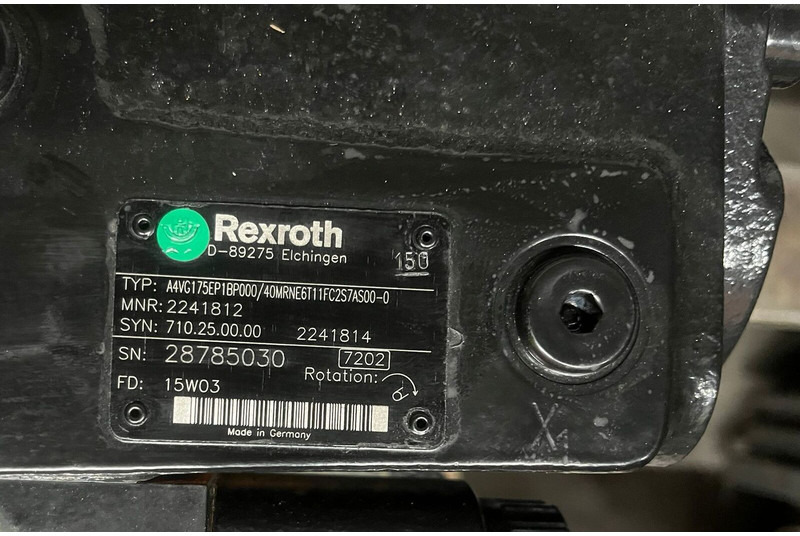 Rexroth
D-89275 Elchingen
150
TYP: A4VG175EP1BP000/40MRNE6T11FC2S7AS00-0
MNR: 2241812
SYN: 710.25.00.00 2241814
SN: 28785030 7202
Rotation:
FD: 15W03
Made in Germany
X1